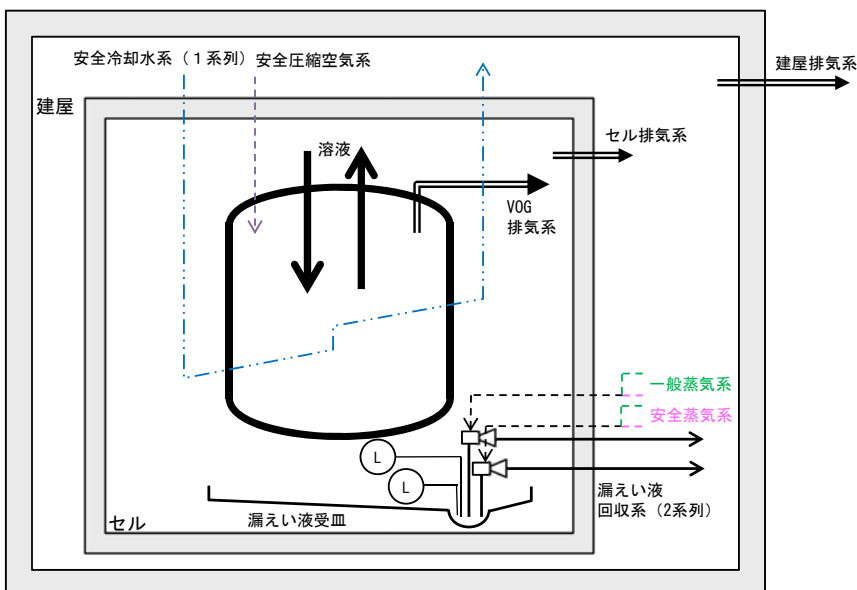 安全冷却水系（１系列）
安全圧縮空気系
建屋排気系
建屋
セル排気系
溶液
VOG
排気系
一般蒸気系
安全蒸気系
L
L
漏えい液
回収系（2系列）
漏えい液受皿
セル